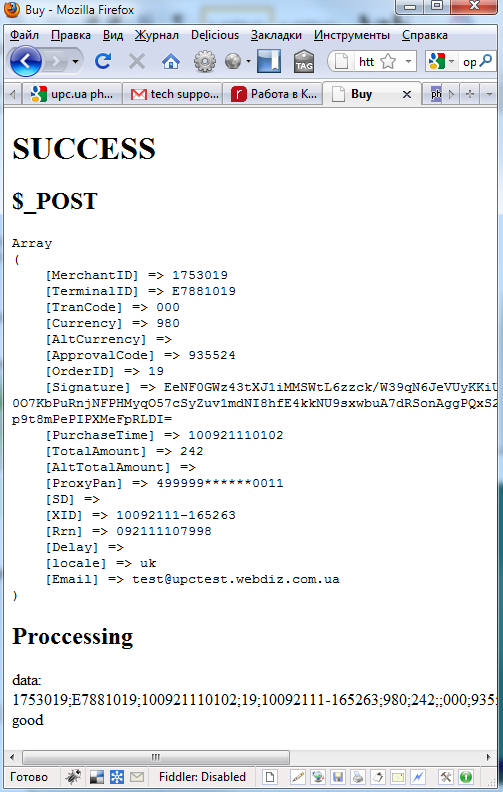 Buy - Mozilla Firefox
Файл Правка Вид Журнал Delicious Закладки Инструменты Справка
TAG htt op
upc.ua ph... tech suppo... Работа в К... Buy ph
SUCCESS
$_POST
Array
(
[MerchantID] => 1753019
[TerminalID] => E7881019
[TranCode] => 000
[Currency] => 980
[AltCurrency] =>
[ApprovalCode] => 935524
[OrderID] => 19
[Signature] => EeNF0GWz43tXJ1iMMSWtL6zzck/W39qN6JeVUyKKiU
0O7KbPuRnjNFPHMyqO57cSyZuv1mdNI8hfE4kkNU9sxwbuA7dRSonAggPQxS2
p9t8mPePIPXMeFpRLDI=
[PurchaseTime] => 100921110102
[TotalAmount] => 242
[AltTotalAmount] =>
[ProxyPan] => 499999******0011
[SD] =>
[XID] => 10092111-165263
[Rrn] => 092111107998
[Delay] =>
[locale] => uk
[Email] => test@upctest.webdiz.com.ua
)
Proccessing
data:
1753019;E7881019;100921110102;19;10092111-165263;980;242;;000;935
good
Готово Fiddler: Disabled